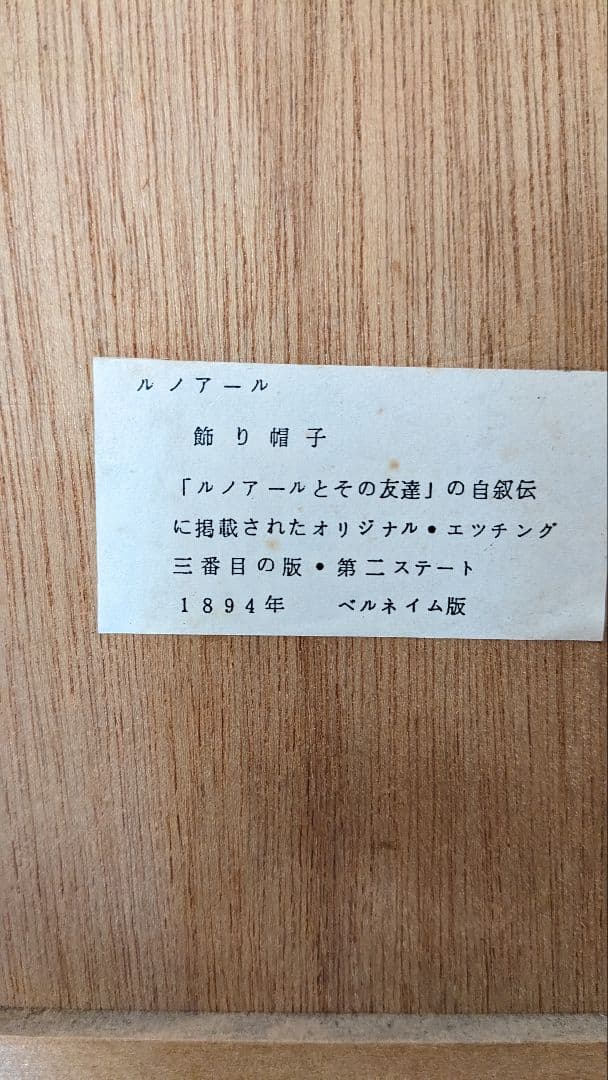 ルノアール
飾り帽子
「ルノアールとその友達」の自叙伝
に掲載されたオリジナル・エツチング
三番目の版・第二ステート
1894年 ベルネイム版